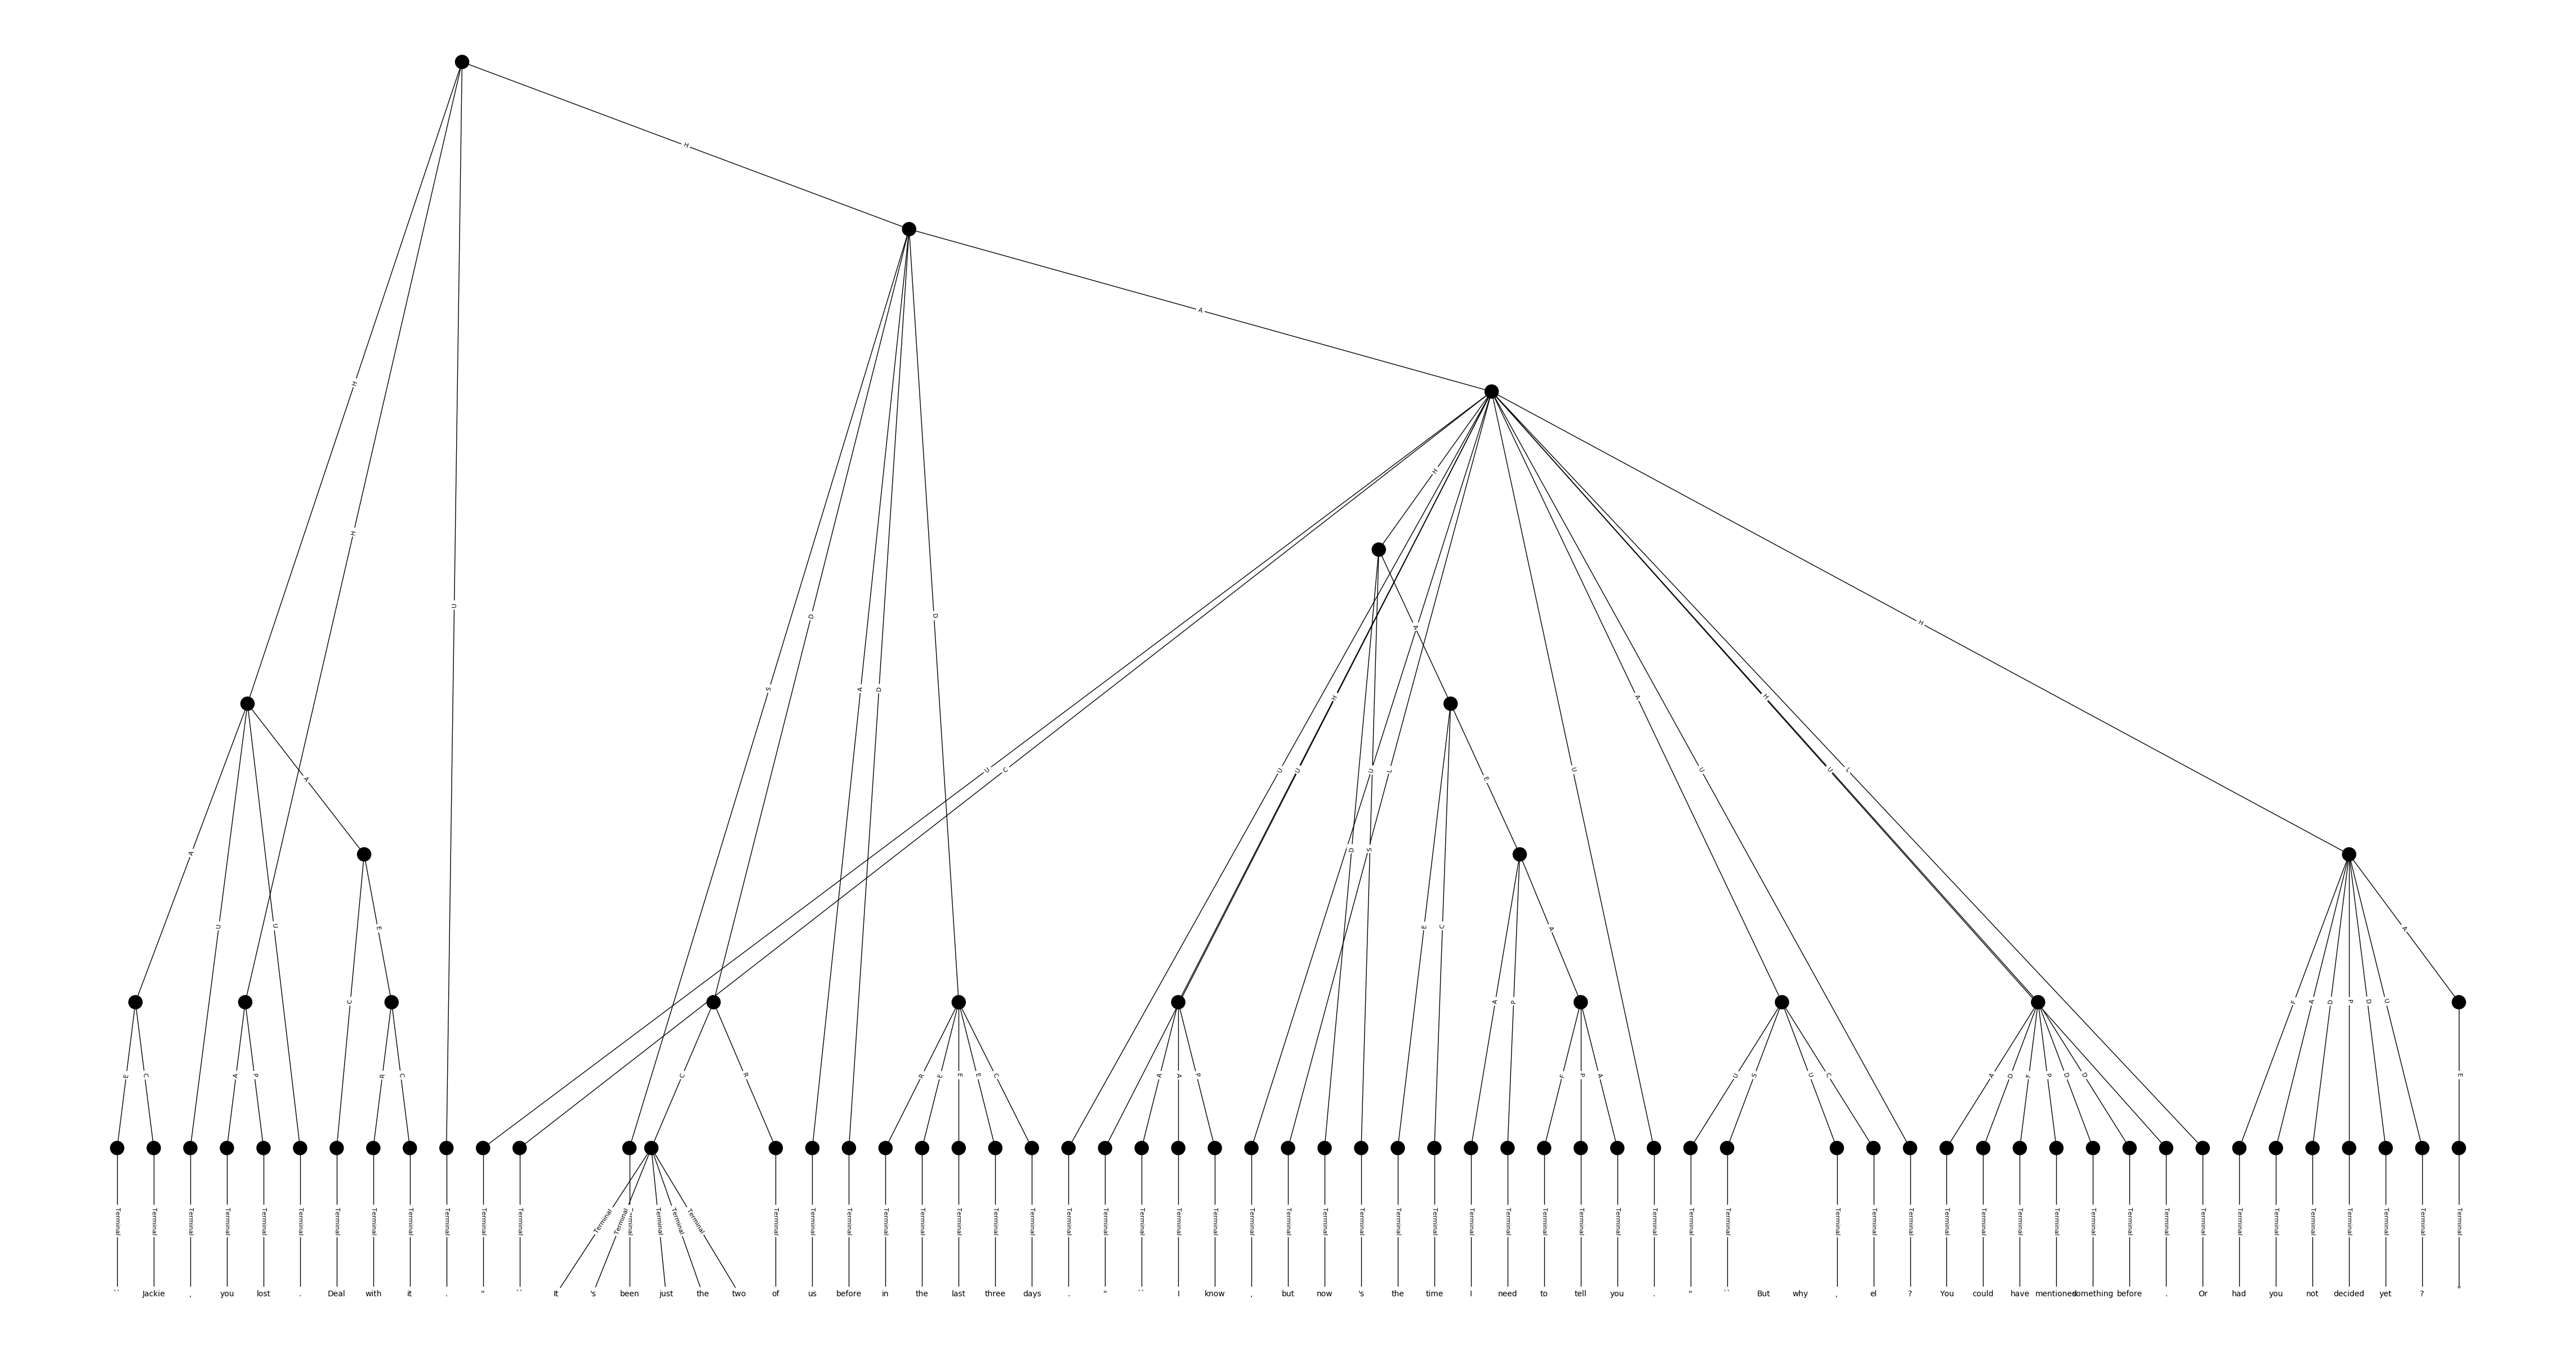 H
A
H
H
H
U
H
A
S
D
A
D
D
H
H
U
A
U
C
U
U
U
L
U
A
U
U
L
E
A
U
U
A
D
S
E
C
A
C
E
A
P
F
A
D
P
D
U
A
E
C
A
P
R
C
C
R
R
E
E
E
C
A
A
P
F
P
A
U
S
U
C
A
D
F
P
D
D
E
Terminal Terminal Terminal Terminal Terminal Terminal Terminal Terminal Terminal Terminal Terminal Terminal Terminal Terminal Terminal Terminal Terminal Terminal Terminal Terminal Terminal Terminal Terminal Terminal Terminal Terminal Terminal Terminal Terminal Terminal Terminal Terminal Terminal Terminal Terminal Terminal Terminal Terminal Terminal Terminal Terminal Terminal Terminal Terminal Terminal Terminal Terminal Terminal Terminal Terminal Terminal Terminal Terminal Terminal Terminal Terminal Terminal Terminal Terminal Terminal Terminal Terminal
`` Jackie , you lost . Deal with it . " `` It 's been just the two of us before in the last three days . " `` I know , but now 's the time I need to tell you . " `` But why , el ? You could have mentioned something before . Or had you not decided yet ? "